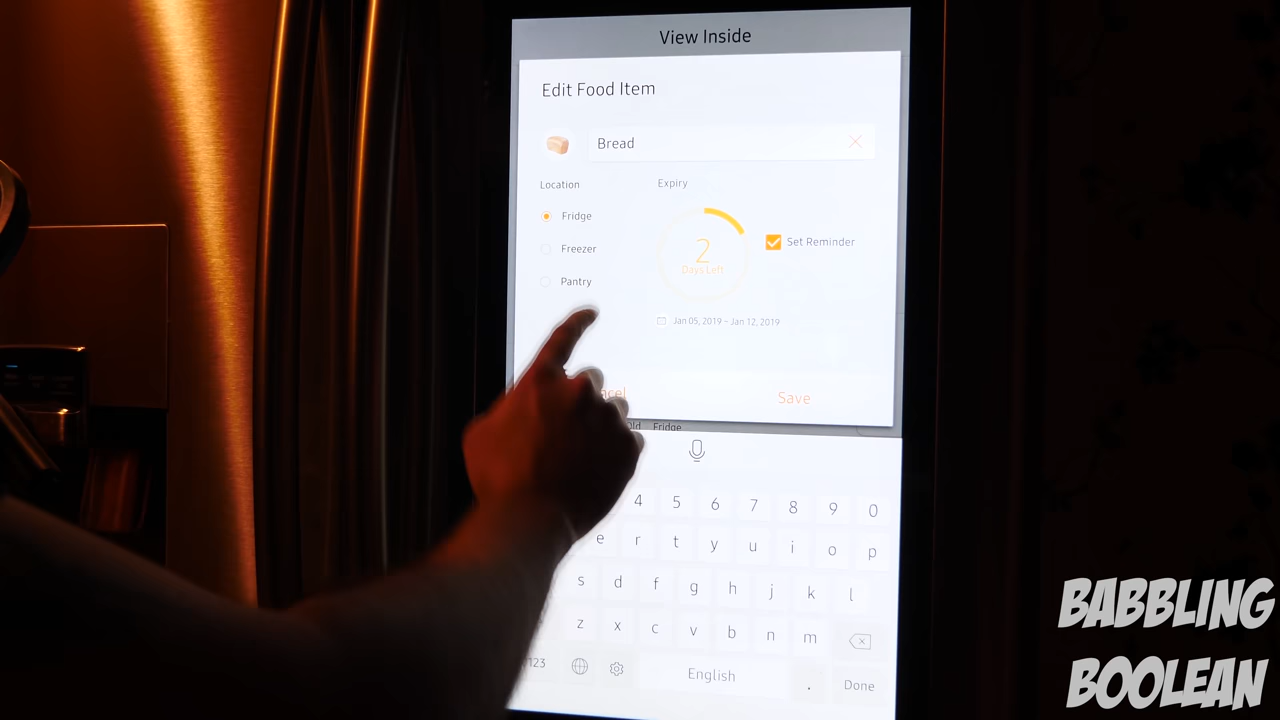 View Inside
Edit Food Item
Bread
Location
Expiry
Fridge
Freezer
Pantry
2
Days Left
Set Reminder
Jan 05, 2019 ~ Jan 12, 2019
Save
Fridge
4 5 6 7 8 9 0
e r t y u i o p
s d f g h j k l
z x c v b n m
123
English
.
Done
BABBLING
BOOLEAN